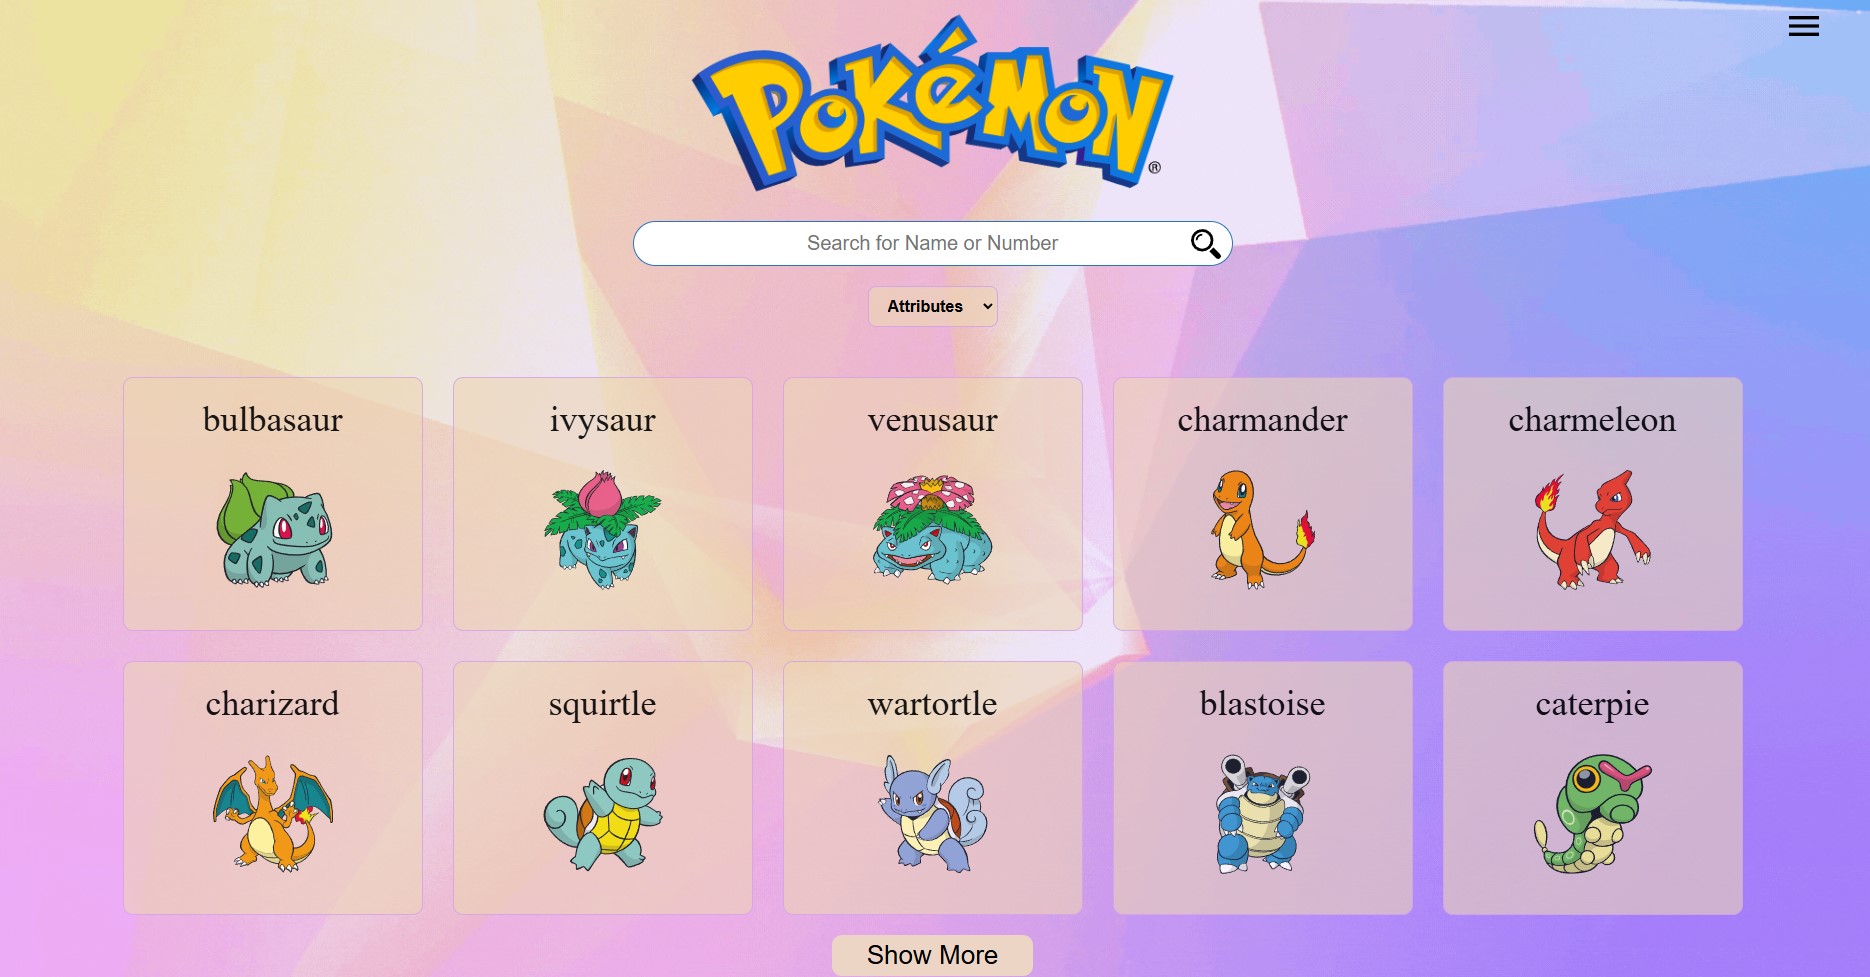 POKéMON
®
Search for Name or Number
Attributes
bulbasaur ivysaur venusaur charmander charmeleon
charizard squirtle wartortle blastoise caterpie
Show More